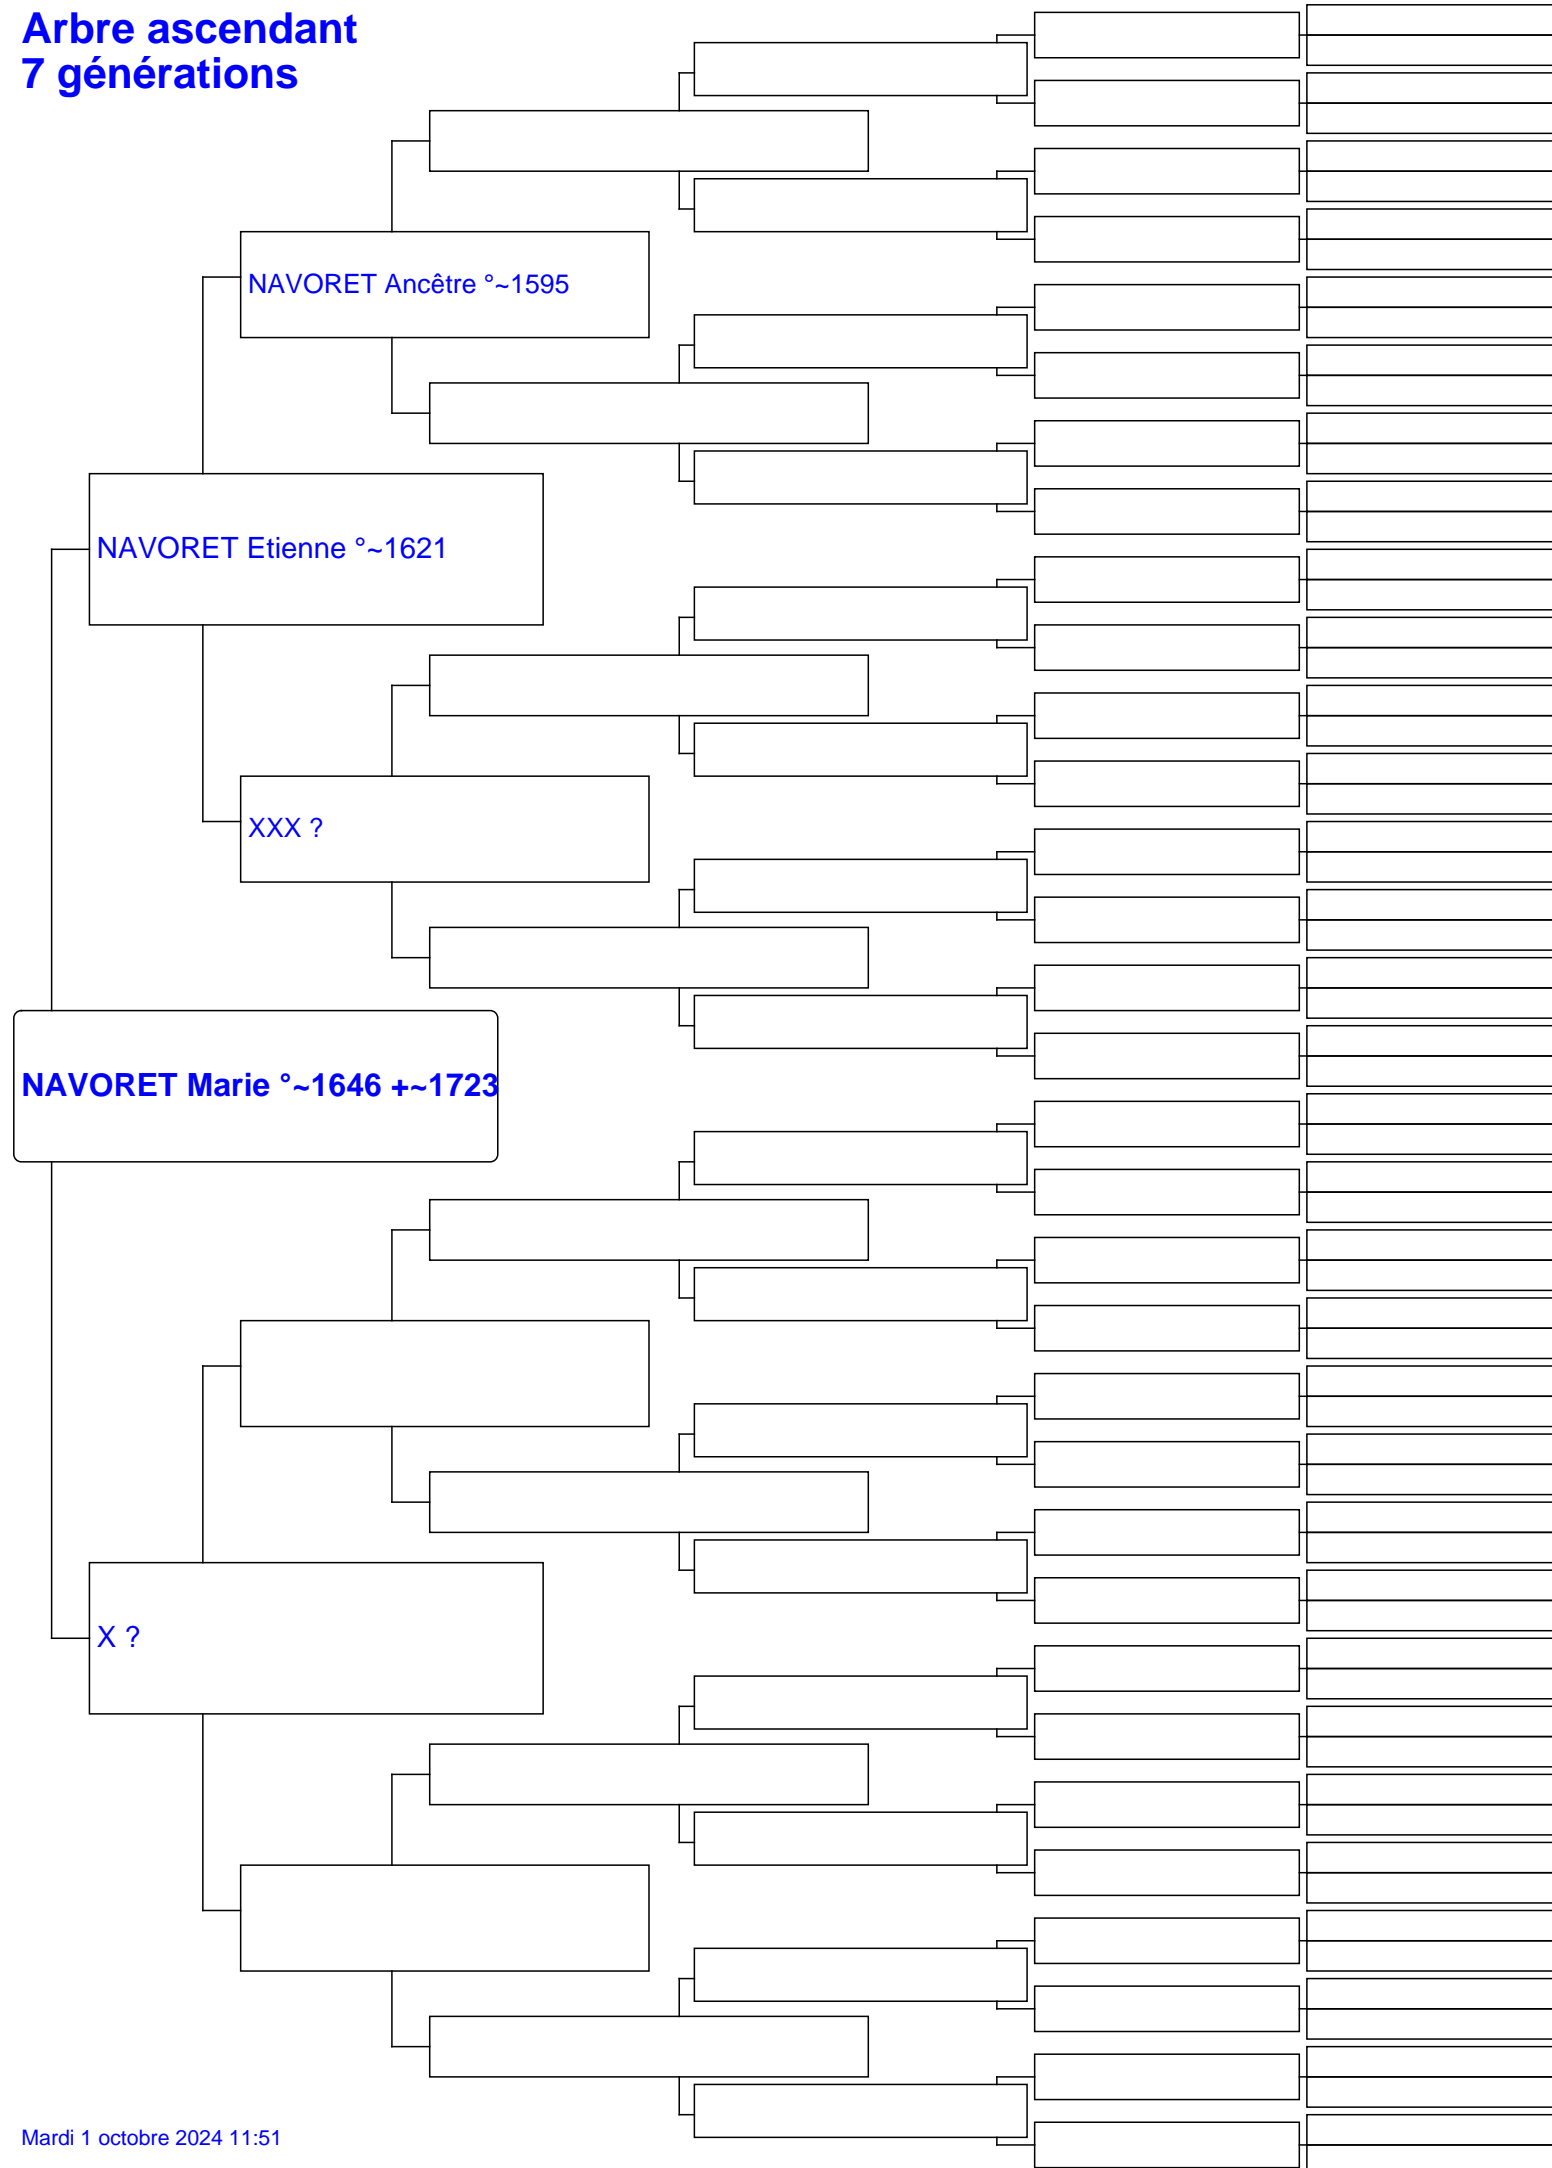 Arbre ascendant
7 générations
NAVORET Ancêtre °~1595
NAVORET Etienne °~1621
XXX ?
NAVORET Marie °~1646 +~1723
X ?
Mardi 1 octobre 2024 11:51